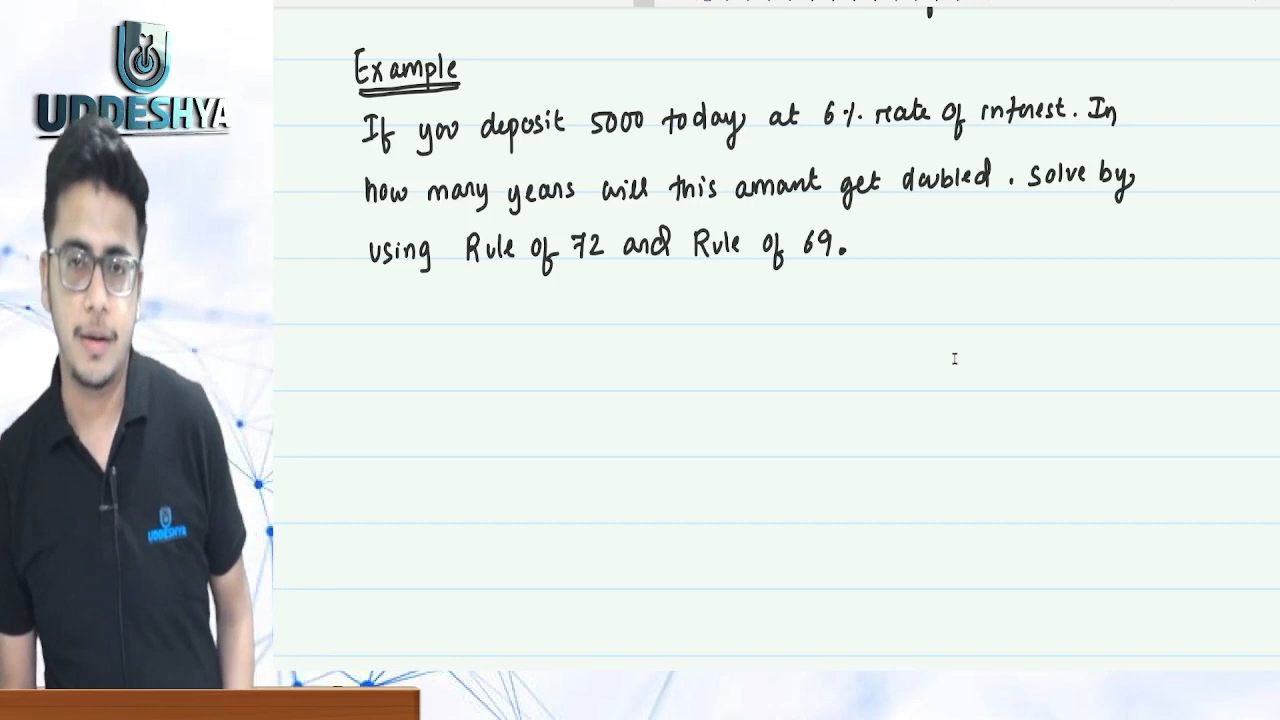 UDDESHYA
Example
If you deposit 5000 today at 6% rate of interest. In
how many years will this amant get doubled. Solve by
using Rule of 72 and Rule of 69.
UDDESHYA